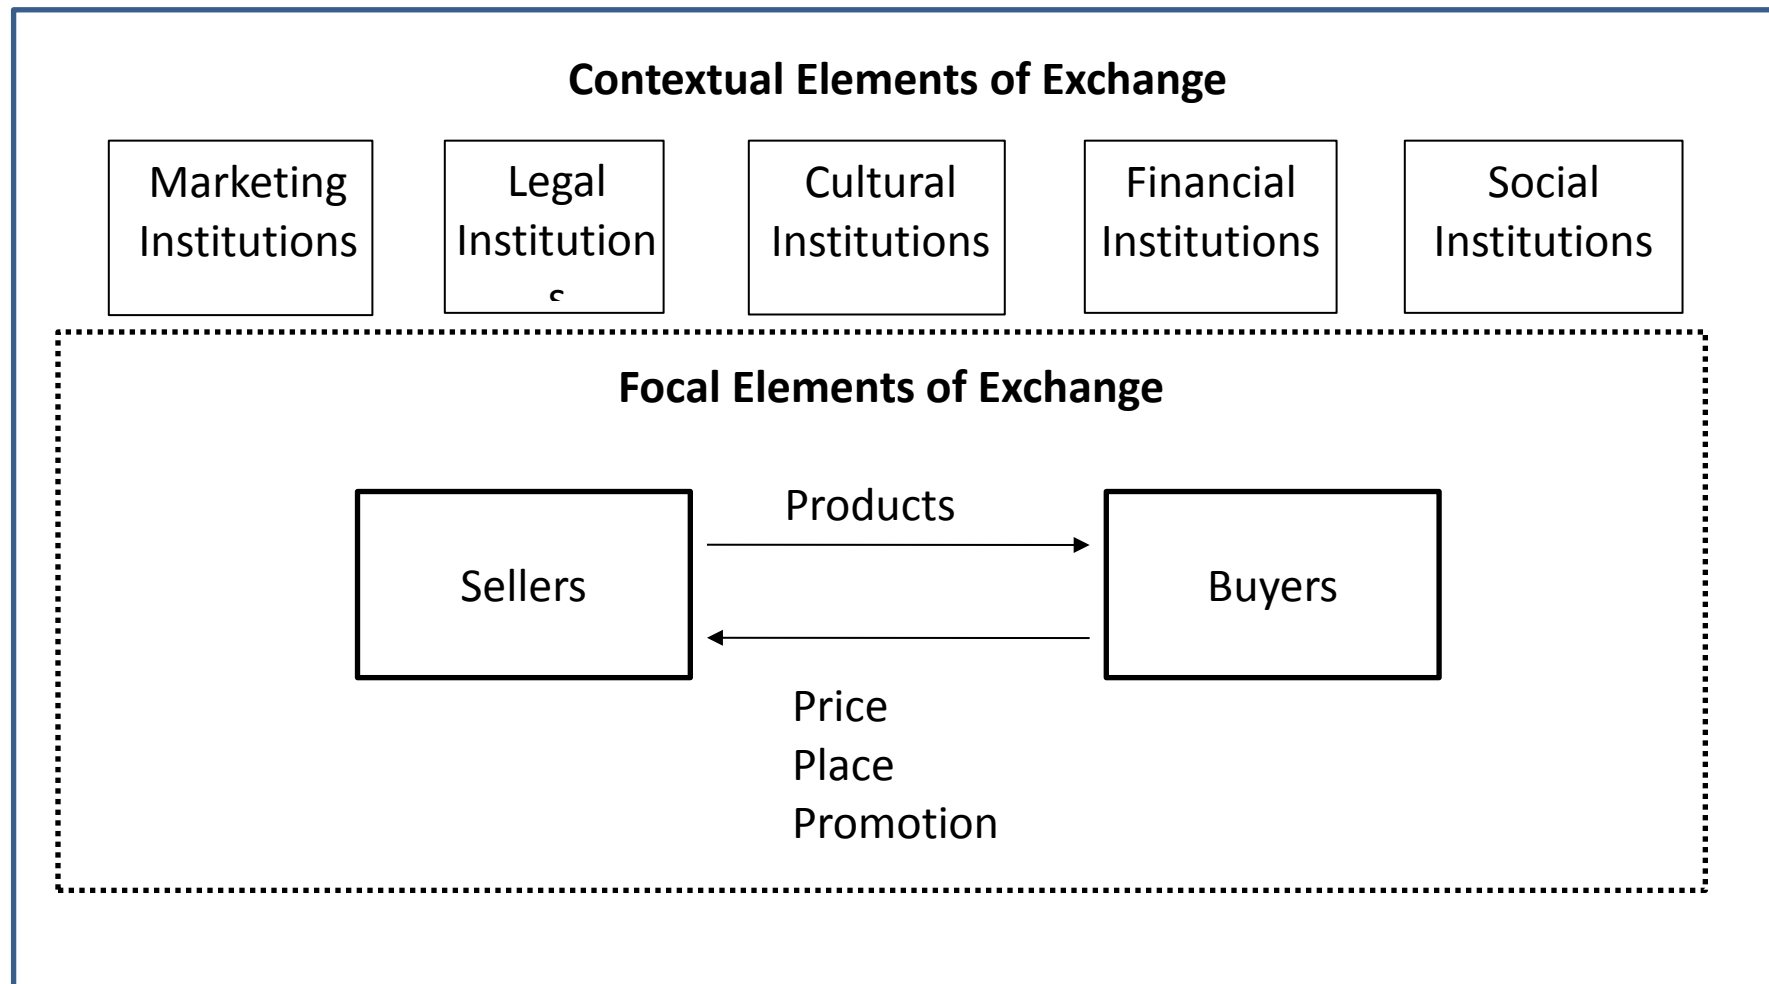 Contextual Elements of Exchange
Marketing
Institutions
Legal
Institution
s
Cultural
Institutions
Financial
Institutions
Social
Institutions
Focal Elements of Exchange
Products
Sellers
Buyers
Price
Place
Promotion